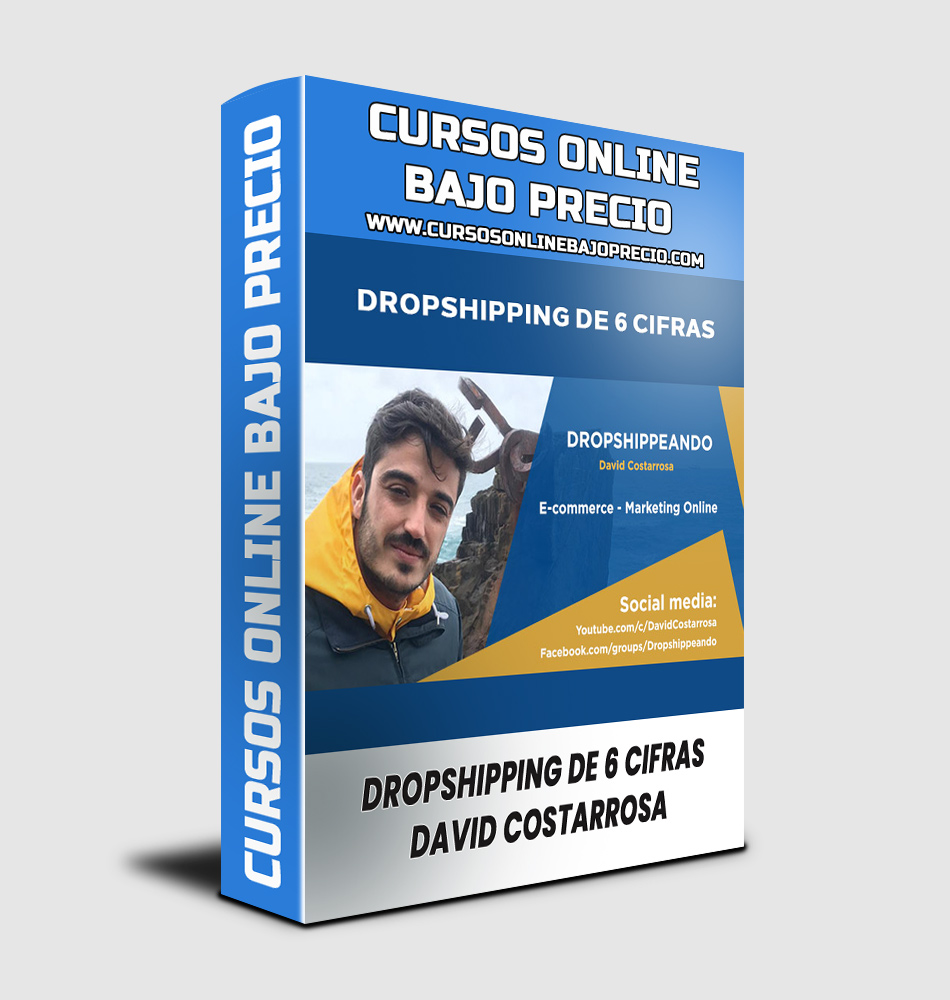 CURSOS ONLINE BAJO PRECIO
CURSOS ONLINE
BAJO PRECIO
WWW.CURSOSONLINEBAJOPRECIO.COM
DROPSHIPPING DE 6 CIFRAS
DROPSHIPPEANDO
David Costarrosa
E-commerce - Marketing Online
Social media:
Youtube.com/c/DavidCostarrosa
Facebook.com/groups/Dropshippeando
DROPSHIPPING DE 6 CIFRAS
DAVID COSTARROSA